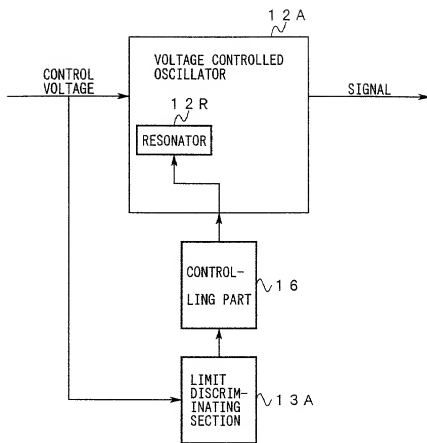 12A
VOLTAGE CONTROLLED
OSCILLATOR
CONTROL
VOLTAGE
SIGNAL
12R
RESONATOR
CONTROL-
LING PART
16
LIMIT
DISCRIM-
INATING
SECTION
13A